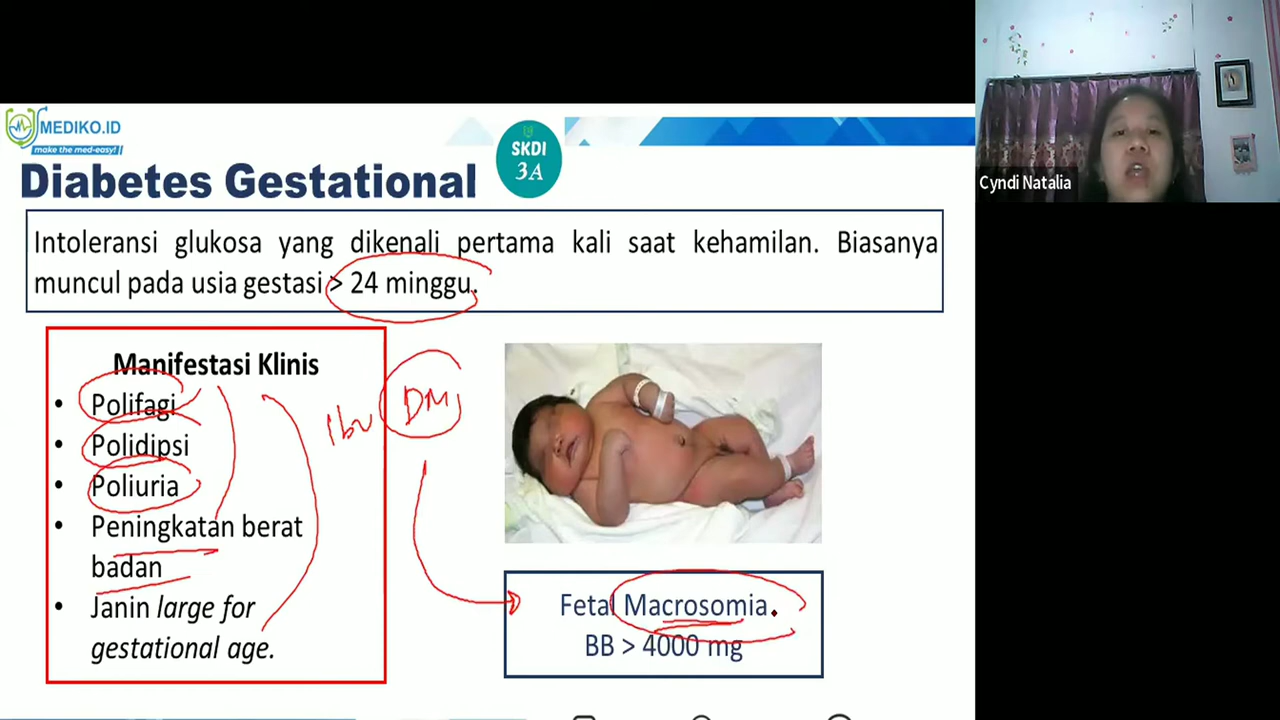 MEDIKO.ID
make the med-easy!
SKDI
3A
Diabetes Gestational
Intoleransi glukosa yang dikenali pertama kali saat kehamilan. Biasanya
muncul pada usia gestasi > 24 minggu.
Manifestasi Klinis
• Polifagi
• Polidipsi
• Poliuria
• Peningkatan berat
badan
• Janin large for
gestational age.
Ibu DM
Fetal Macrosomia.
BB > 4000 mg
Cyndi Natalia